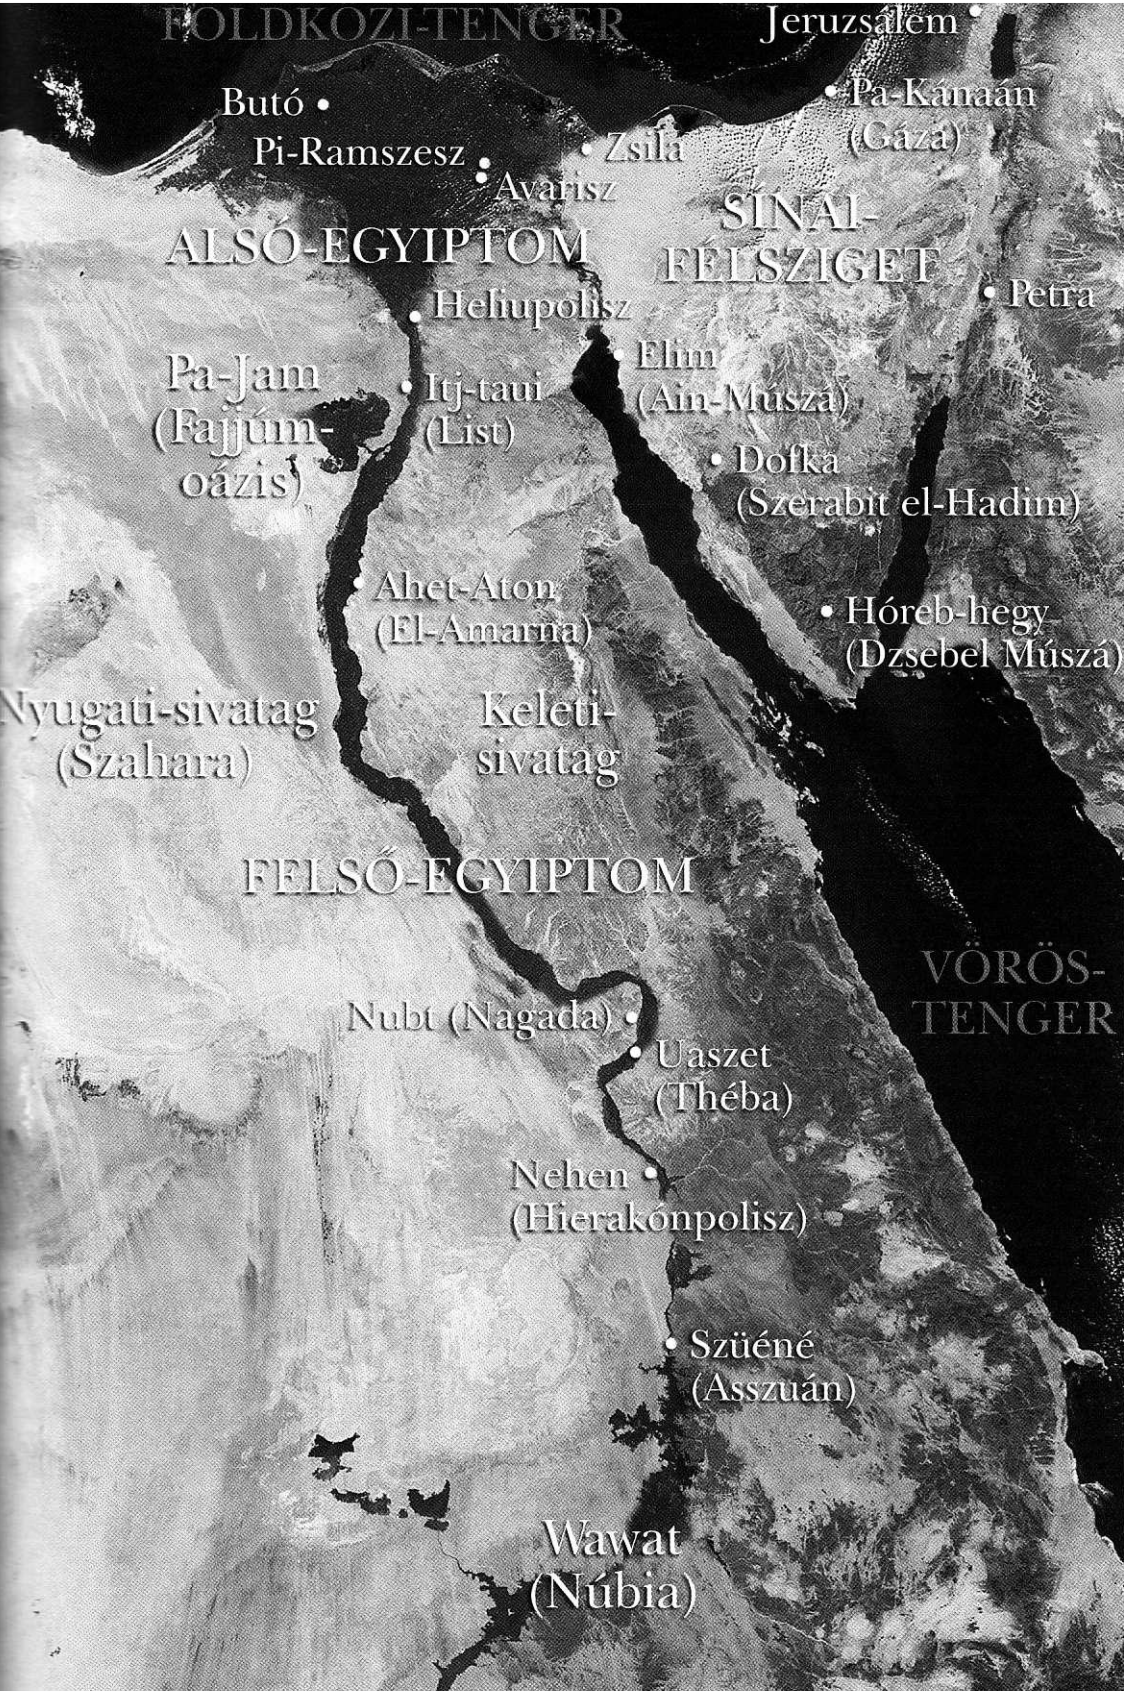 FÖLDKÖZI-TENGER
Jeruzsálem
Butó
Pa-Kánaán
(Gáza)
Pi-Ramszesz
Zsila
Avarisz
SÍNAI-
FÉLSZIGET
ALSÓ-EGYIPTOM
Petra
Heliupolisz
Elim
(Ain-Múszá)
Pa-Jam
(Fajjúm-
oázis)
Itj-taui
(List)
Dofka
(Szerabit el-Hadim)
Ahet-Aton
(El-Amarna)
Hóreb-hegy
(Dzsebel Múszá)
Nyugati-sivatag
(Szahara)
Keleti-
sivatag
FELSŐ-EGYIPTOM
VÖRÖS-
TENGER
Nubt (Nagada)
Uaszet
(Théba)
Nehen
(Hierakónpolisz)
Szüéné
(Asszuán)
Wawat
(Núbia)